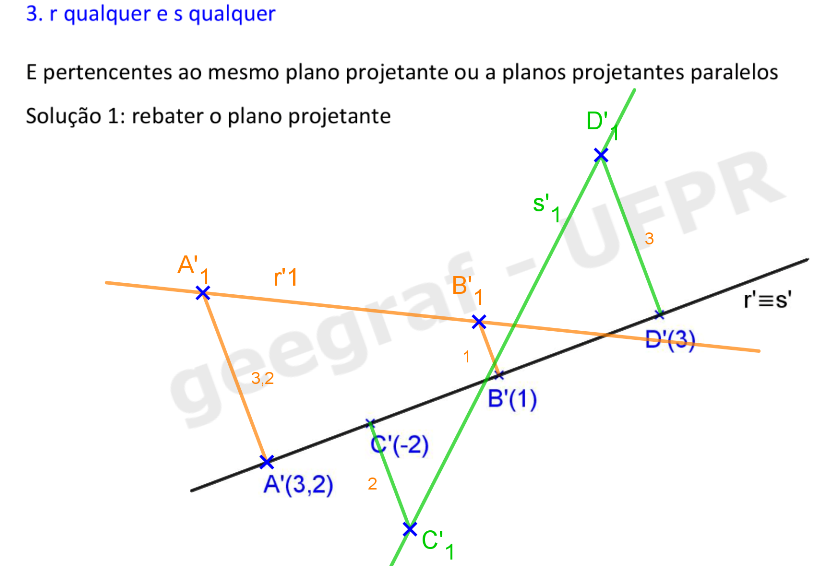 3. r qualquer e s qualquer
E pertencentes ao mesmo plano projetante ou a planos projetantes paralelos
Solução 1: rebater o plano projetante
D'1
s'1
3
A'1
r'1
B'1
r'≡s'
D'(3)
1
3,2
B'(1)
C'(-2)
A'(3,2)
2
C'1
geegraf - UFPR